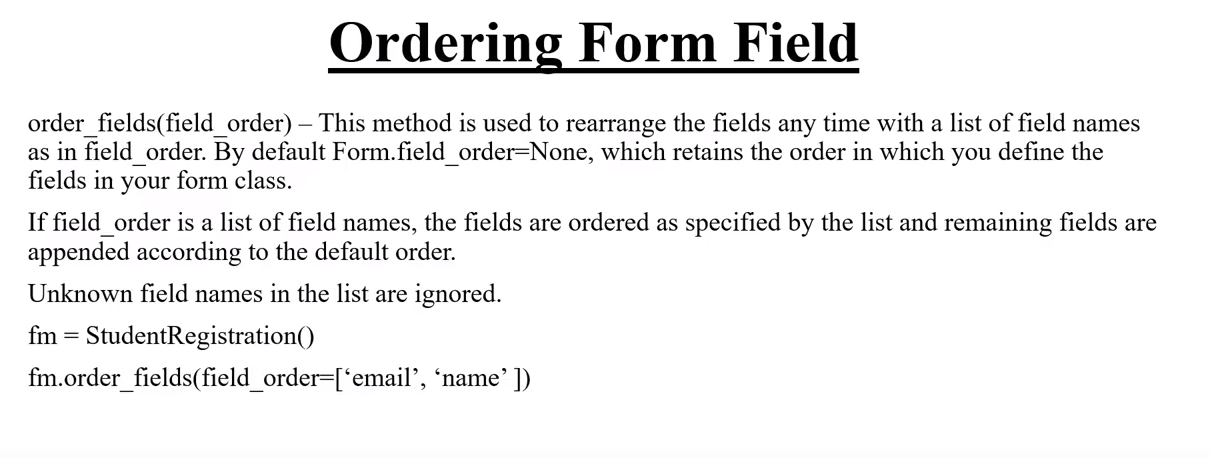 Ordering Form Field
order_fields(field_order) – This method is used to rearrange the fields any time with a list of field names
as in field_order. By default Form.field_order=None, which retains the order in which you define the
fields in your form class.
If field_order is a list of field names, the fields are ordered as specified by the list and remaining fields are
appended according to the default order.
Unknown field names in the list are ignored.
fm = StudentRegistration()
fm.order_fields(field_order=[‘email’, ‘name’ ])